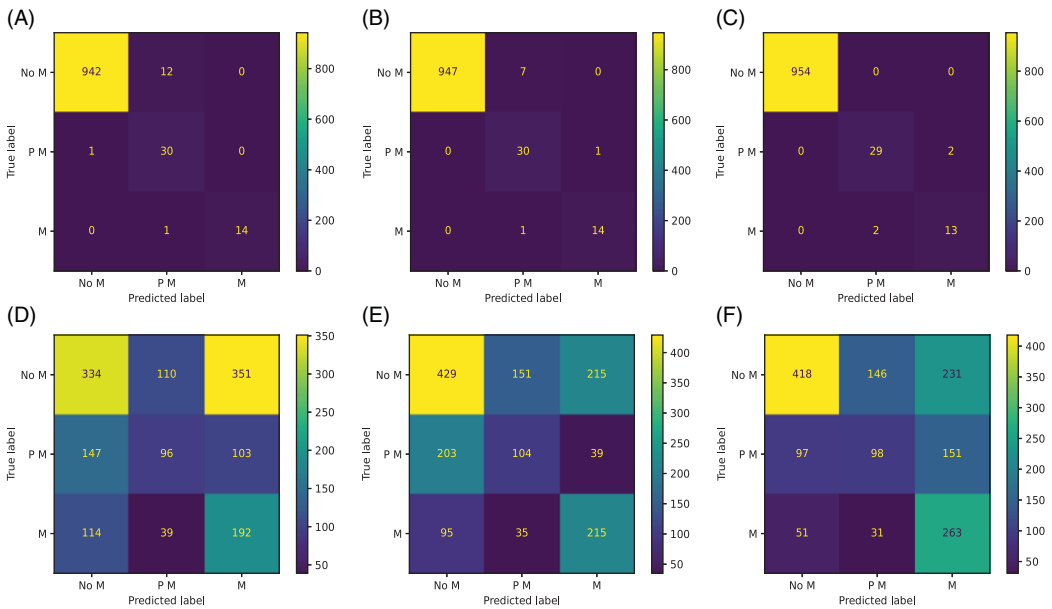 (A)
No M
P M
M
942 12 0
1 30 0
0 1 14
No M P M M
True label
Predicted label
800
600
400
200
0
(B)
No M
P M
M
947 7 0
0 30 1
0 1 14
No M P M M
True label
Predicted label
800
600
400
200
0
(C)
No M
P M
M
954 0 0
0 29 2
0 2 13
No M P M M
True label
Predicted label
800
600
400
200
0
(D)
No M
P M
M
334 110 351
147 96 103
114 39 192
No M P M M
True label
Predicted label
350
300
250
200
150
100
50
(E)
No M
P M
M
429 151 215
203 104 39
95 35 215
No M P M M
True label
Predicted label
400
350
300
250
200
150
100
50
(F)
No M
P M
M
418 146 231
97 98 151
51 31 263
No M P M M
True label
Predicted label
400
350
300
250
200
150
100
50